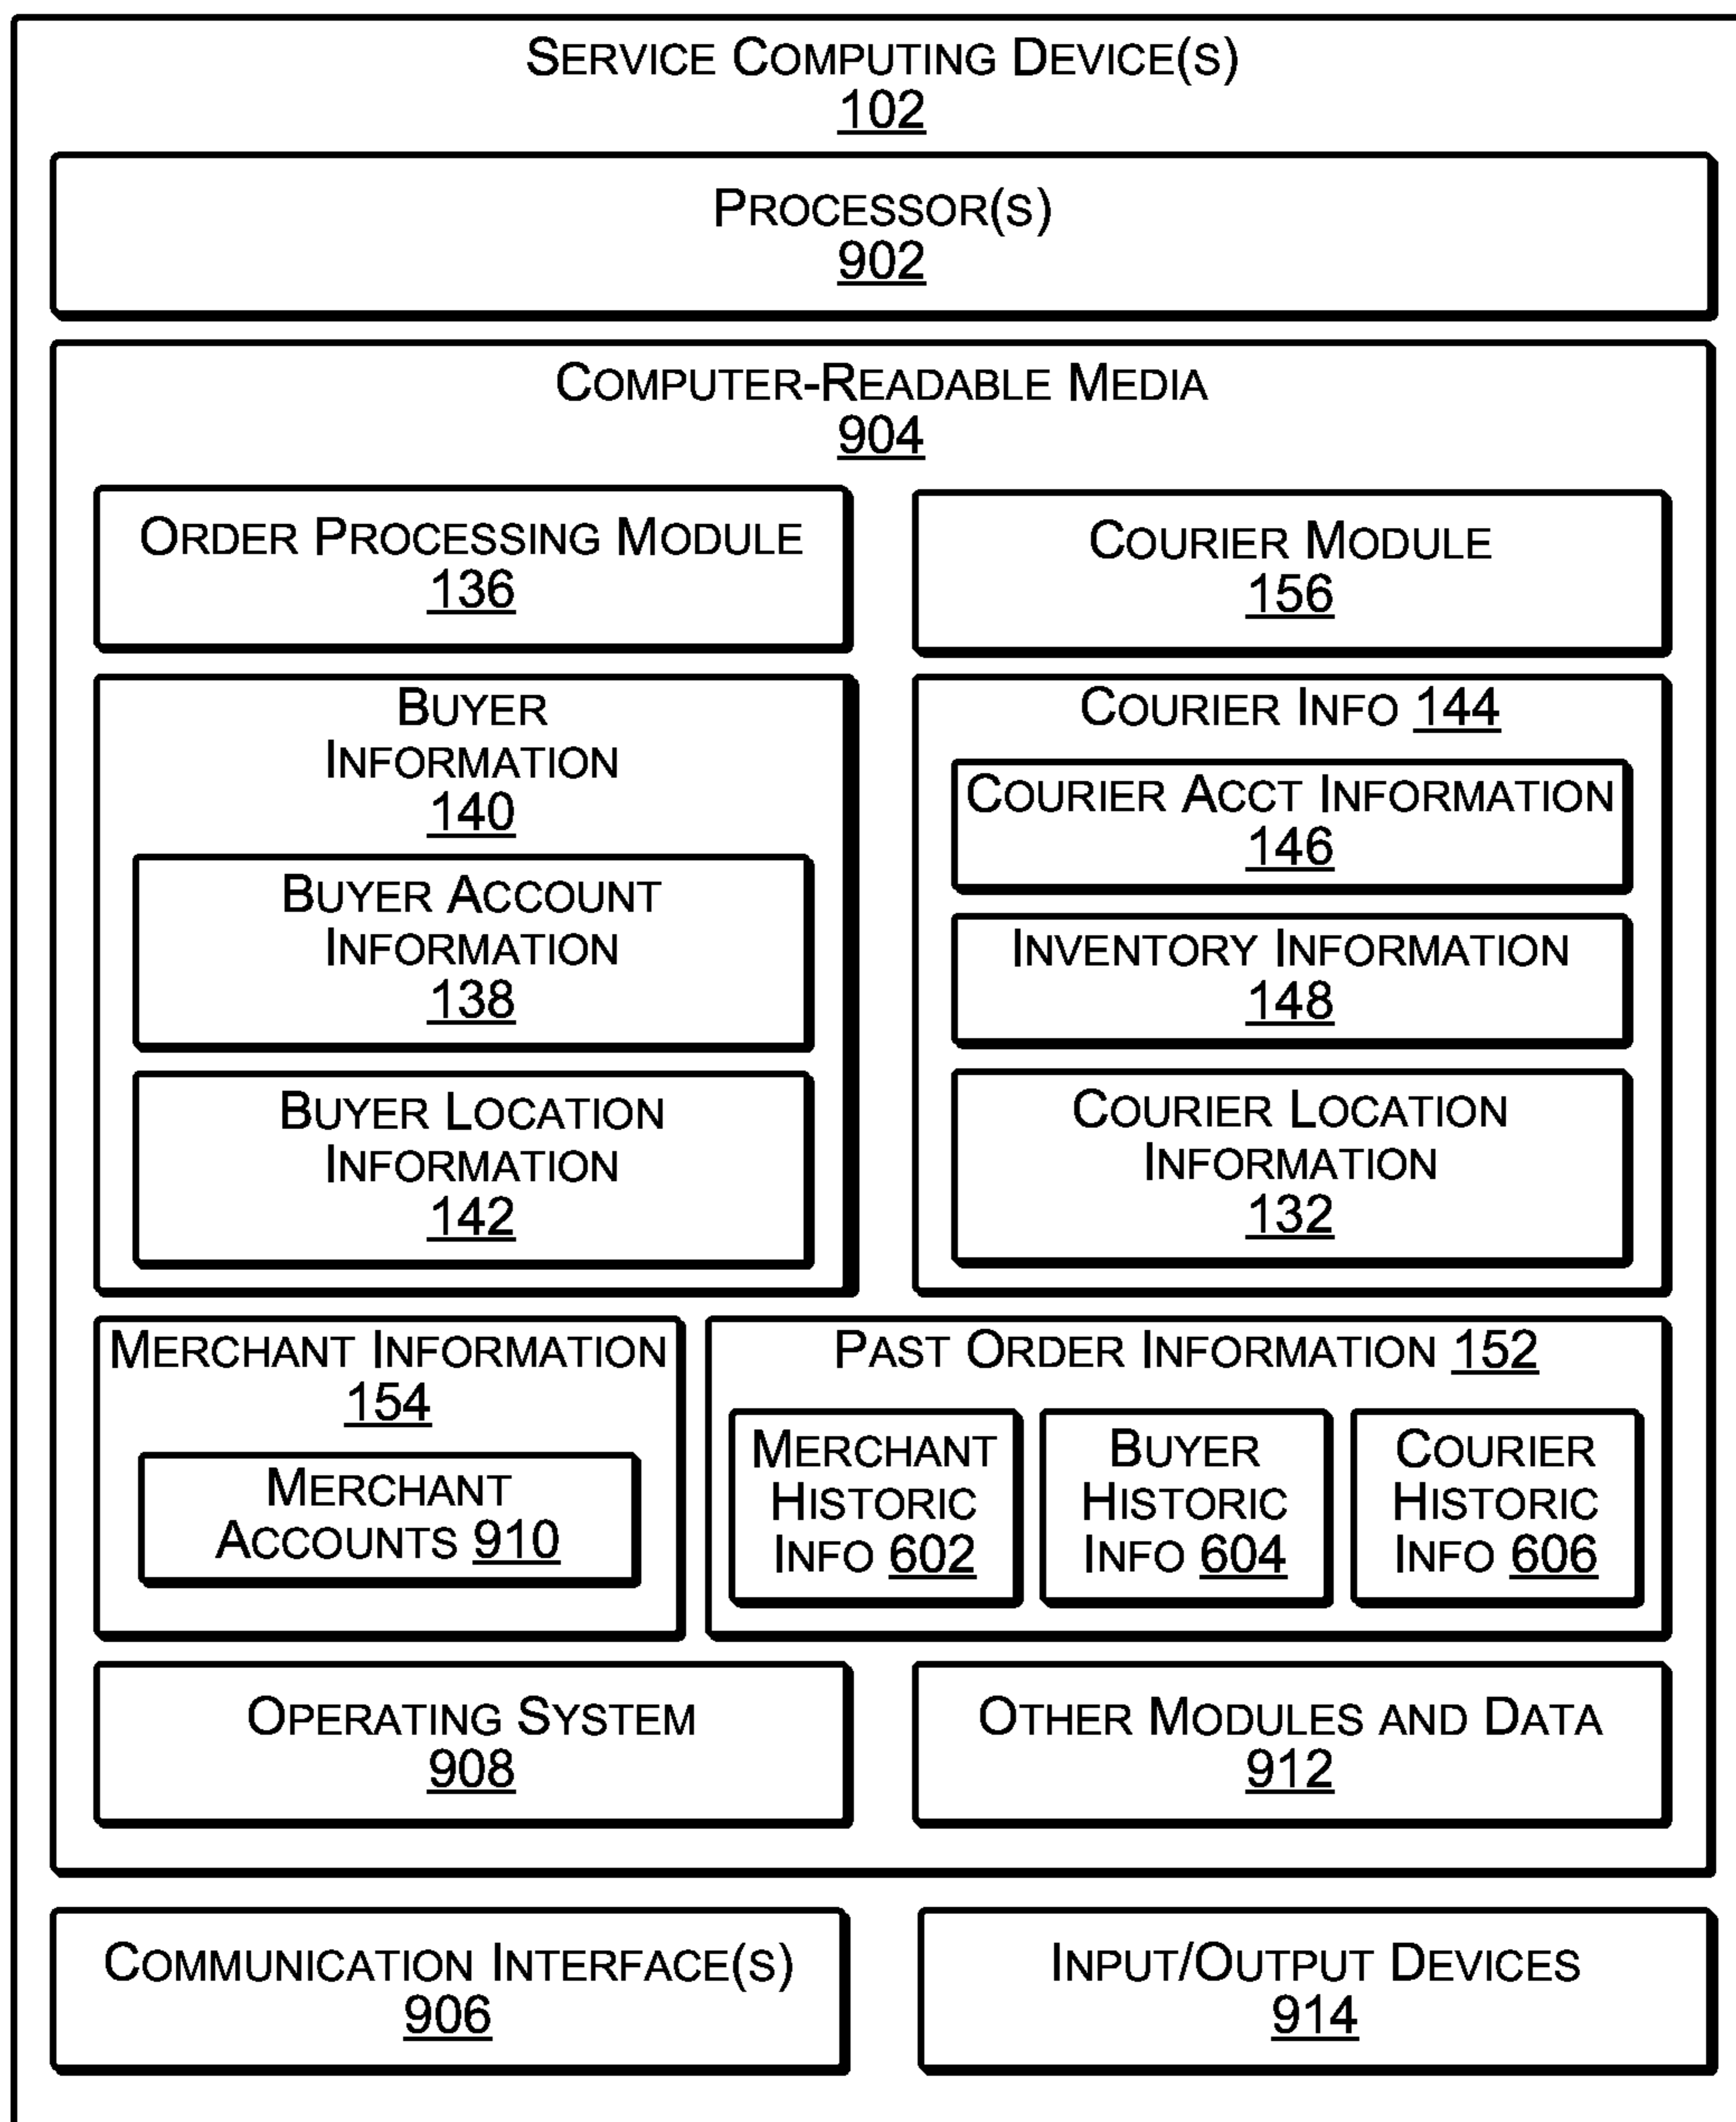 SERVICE COMPUTING DEVICE(S)
102
PROCESSOR(S)
902
COMPUTER-READABLE MEDIA
904
ORDER PROCESSING MODULE
136
COURIER MODULE
156
BUYER
INFORMATION
140
BUYER ACCOUNT
INFORMATION
138
BUYER LOCATION
INFORMATION
142
COURIER INFO 144
COURIER ACCT INFORMATION
146
INVENTORY INFORMATION
148
COURIER LOCATION
INFORMATION
132
MERCHANT INFORMATION
154
MERCHANT
ACCOUNTS 910
PAST ORDER INFORMATION 152
MERCHANT
HISTORIC
INFO 602
BUYER
HISTORIC
INFO 604
COURIER
HISTORIC
INFO 606
OPERATING SYSTEM
908
OTHER MODULES AND DATA
912
COMMUNICATION INTERFACE(S)
906
INPUT/OUTPUT DEVICES
914